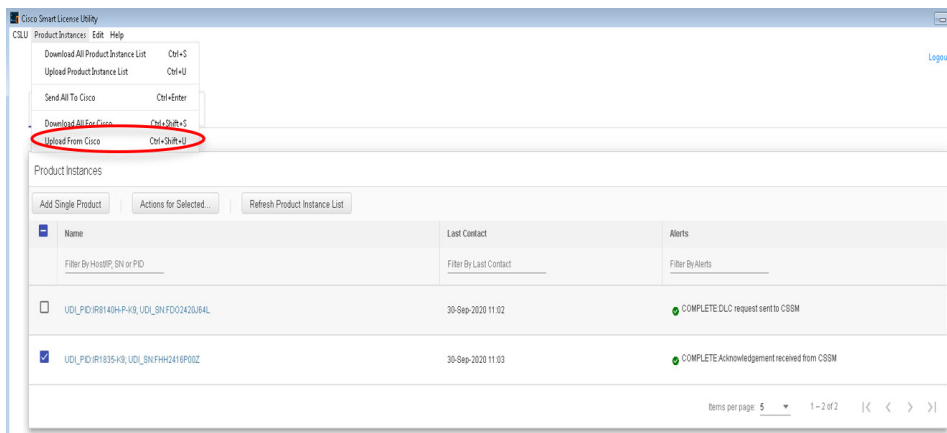 Cisco Smart License Utility
CSLU Product Instances Edit Help
Download All Product Instance List Ctrl+S
Upload Product Instance List Ctrl+U
Logou
Send All To Cisco Ctrl+Enter
Download All For Cisco Ctrl+Shift+S
Upload From Cisco Ctrl+Shift+U
Product Instances
Add Single Product Actions for Selected... Refresh Product Instance List
Name Last Contact Alerts
Filter By Host/IP, SN or PID Filter By Last Contact Filter By Alerts
UDI_PID:IR8140H-P-K9; UDI_SN:FDO2420J64L 30-Sep-2020 11:02 COMPLETE:DLC request sent to CSSM
UDI_PID:IR1835-K9; UDI_SN:FHH2416P00Z 30-Sep-2020 11:03 COMPLETE:Acknowledgement received from CSSM
Items per page: 5 1 – 2 of 2